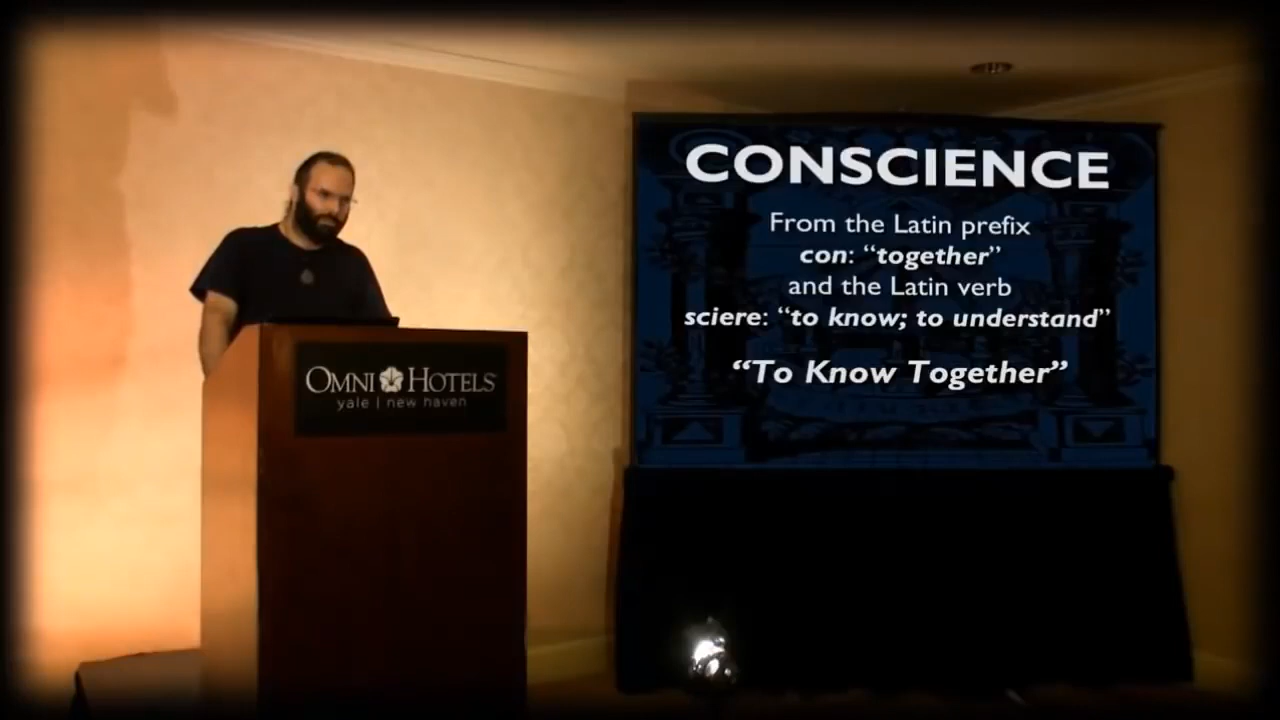 CONSCIENCE
From the Latin prefix
con: “together”
and the Latin verb
sciere: “to know; to understand”
“To Know Together”
OMNI HOTELS
yale | new haven